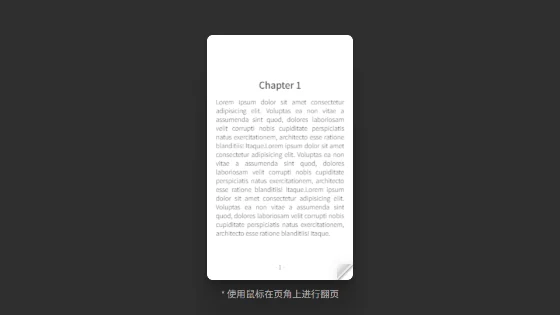 Chapter 1
Lorem ipsum dolor sit amet consectetur
adipisicing elit. Voluptas ea non vitae a
assumenda sint quod, dolores laboriosam
velit corrupti nobis cupiditate perspiciatis
natus exercitationem, architecto esse ratione
blanditiis! Itaque.Lorem ipsum dolor sit amet
consectetur adipisicing elit. Voluptas ea non
vitae a assumenda sint quod, dolores
laboriosam velit corrupti nobis cupiditate
perspiciatis natus exercitationem, architecto
esse ratione blanditiis! Itaque.Lorem ipsum
dolor sit amet consectetur adipisicing elit.
Voluptas ea non vitae a assumenda sint
quod, dolores laboriosam velit corrupti nobis
cupiditate perspiciatis natus exercitationem,
architecto esse ratione blanditiis! Itaque.
1
* 使用鼠标在页角上进行翻页